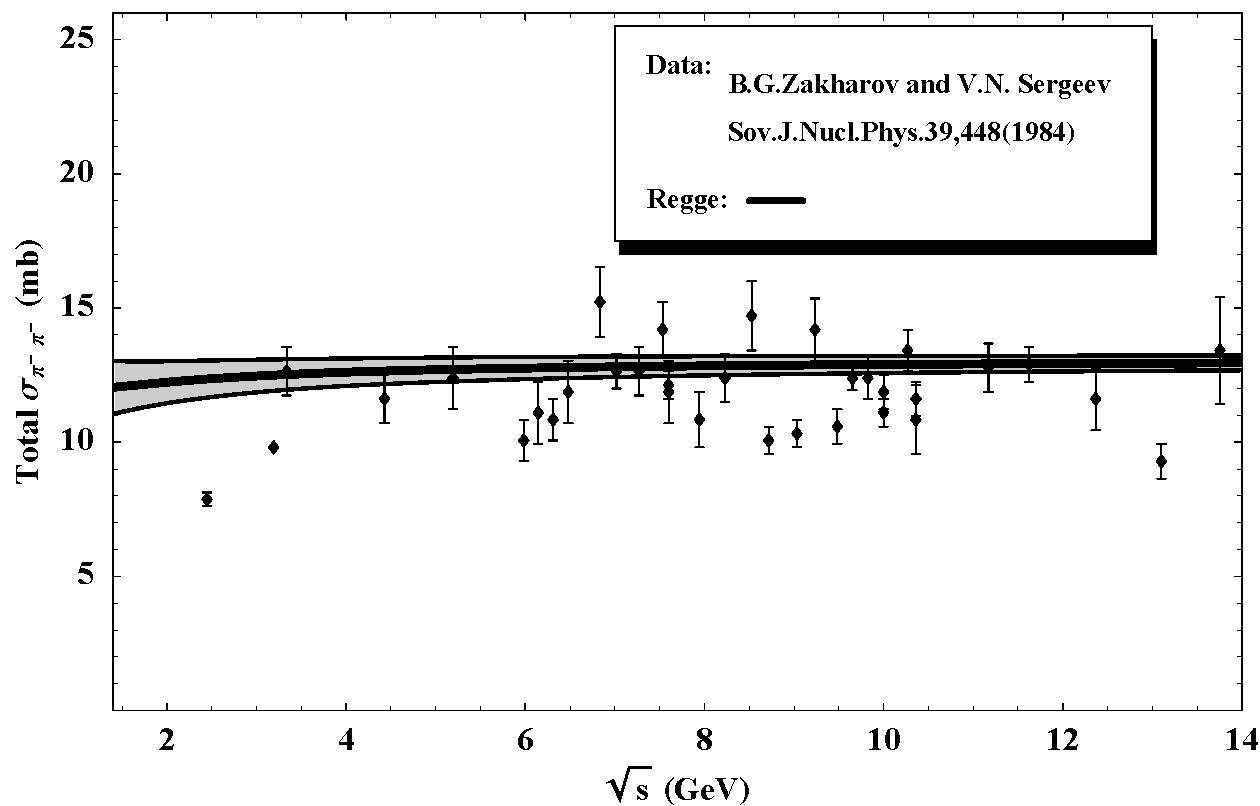 25
20
15
10
5
Total σπ⁻ π⁻ (mb)
Data:
B.G.Zakharov and V.N. Sergeev
Sov.J.Nucl.Phys.39,448(1984)
Regge:
2 4 6 8 10 12 14
√s (GeV)